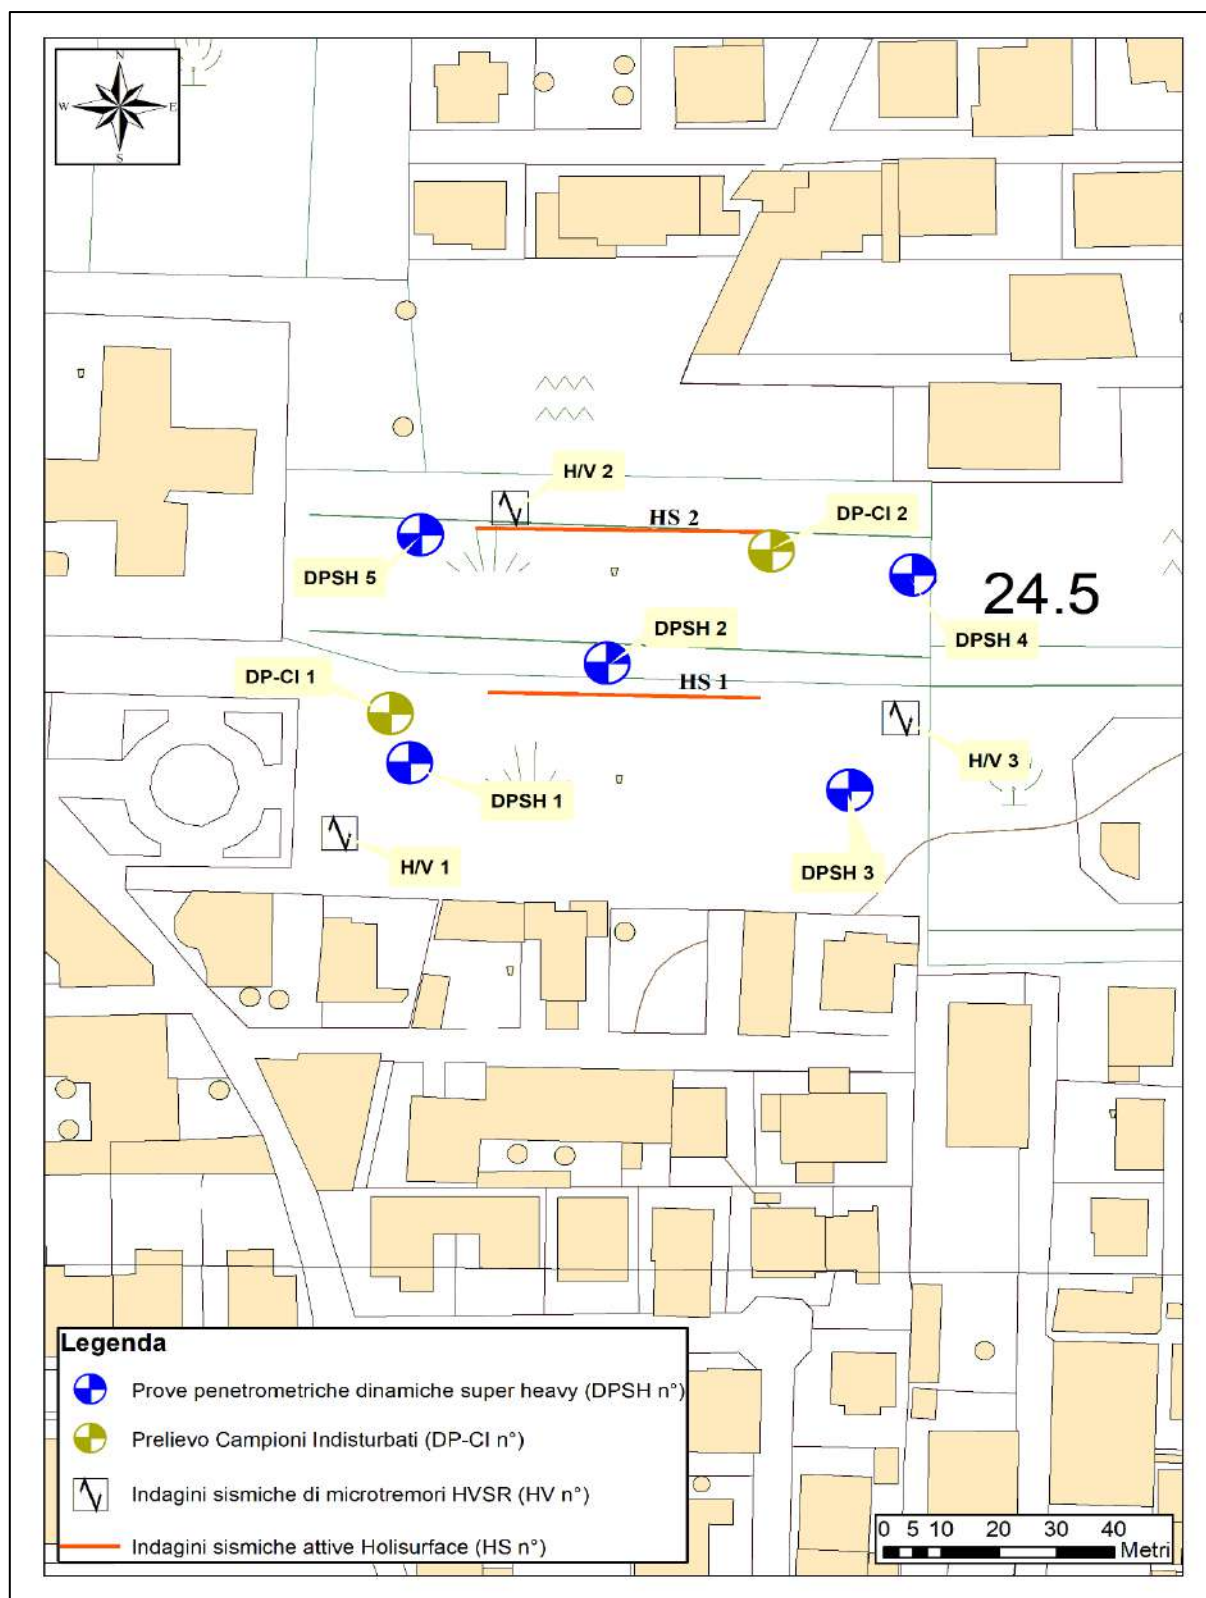 N
W E
S
H/V 2
HS 2
DP-CI 2
DPSH 5
24.5
DPSH 2
DPSH 4
DP-CI 1
HS 1
H/V 3
DPSH 1
H/V 1
DPSH 3
Legenda
Prove penetrometriche dinamiche super heavy (DPSH n°)
Prelievo Campioni Indisturbati (DP-CI n°)
Indagini sismiche di microtremori HVSR (HV n°)
Indagini sismiche attive Holisurface (HS n°)
0 5 10 20 30 40
Metri